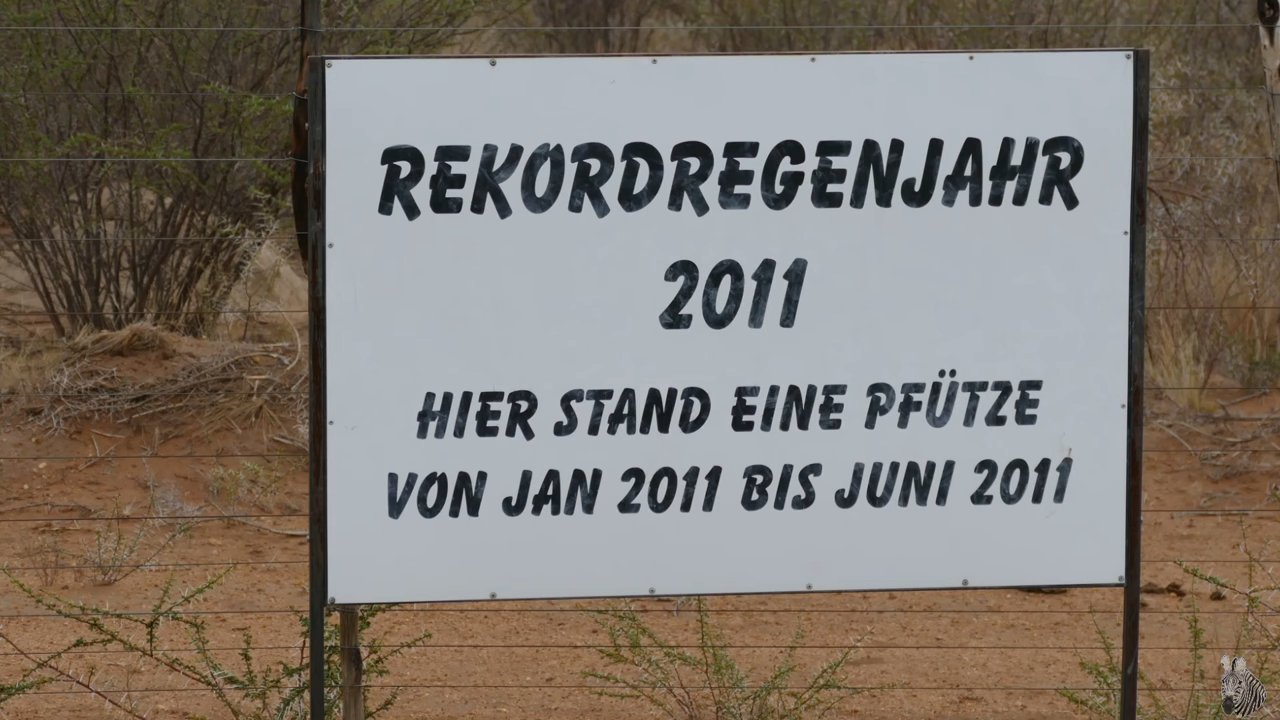 REKORDREGENJAHR
2011
HIER STAND EINE PFÜTZE
VON JAN 2011 BIS JUNI 2011